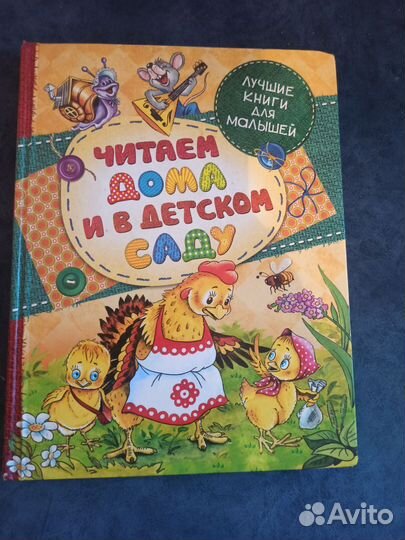 ЛУЧШИЕ
КНИГИ ДЛЯ
МАЛЫШЕЙ
ЧИТАЕМ
ДОМА
И В ДЕТСКОМ
САДУ
Avito